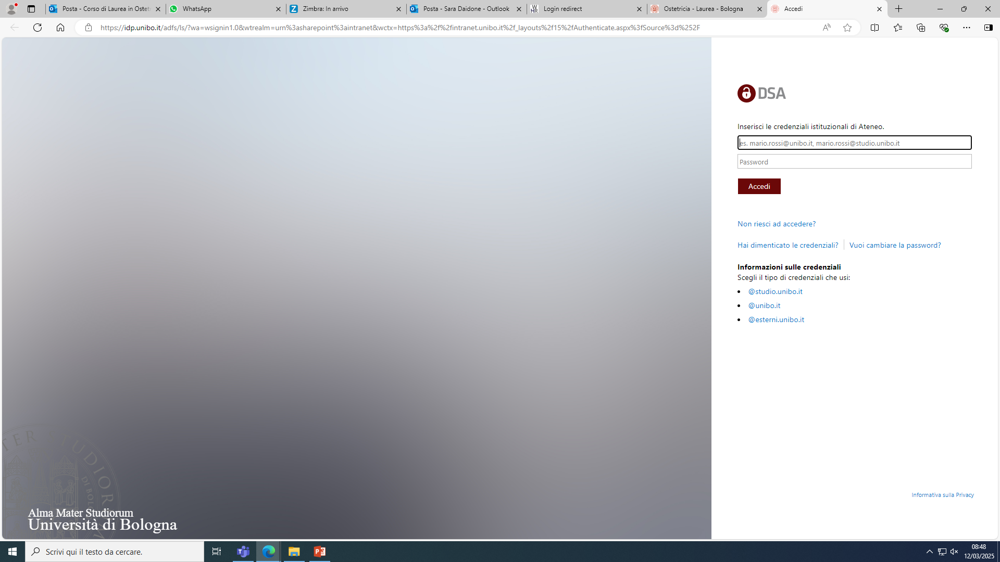 Posta - Corso di Laurea in Ostet
WhatsApp
Zimbra: In arrivo
Posta - Sara Daidone - Outlook
Login redirect
Ostetricia - Laurea - Bologna
Accedi
https://idp.unibo.it/adfs/ls/?wa=wsignin1.0&wtrealm=urn%3asharepoint%3aintranet&wctx=https%3a%2f%2fintranet.unibo.it%2f_layouts%2f15%2fAuthenticate.aspx%3fSource%3d%252F
DSA
Inserisci le credenziali istituzionali di Ateneo.
es. mario.rossi@unibo.it, mario.rossi@studio.unibo.it
Password
Accedi
Non riesci ad accedere?
Hai dimenticato le credenziali?
Vuoi cambiare la password?
Informazioni sulle credenziali
Scegli il tipo di credenziali che usi:
@studio.unibo.it
@unibo.it
@esterni.unibo.it
Informativa sulla Privacy
Alma Mater Studiorum
Università di Bologna
Scrivi qui il testo da cercare.
08:48
12/03/2025